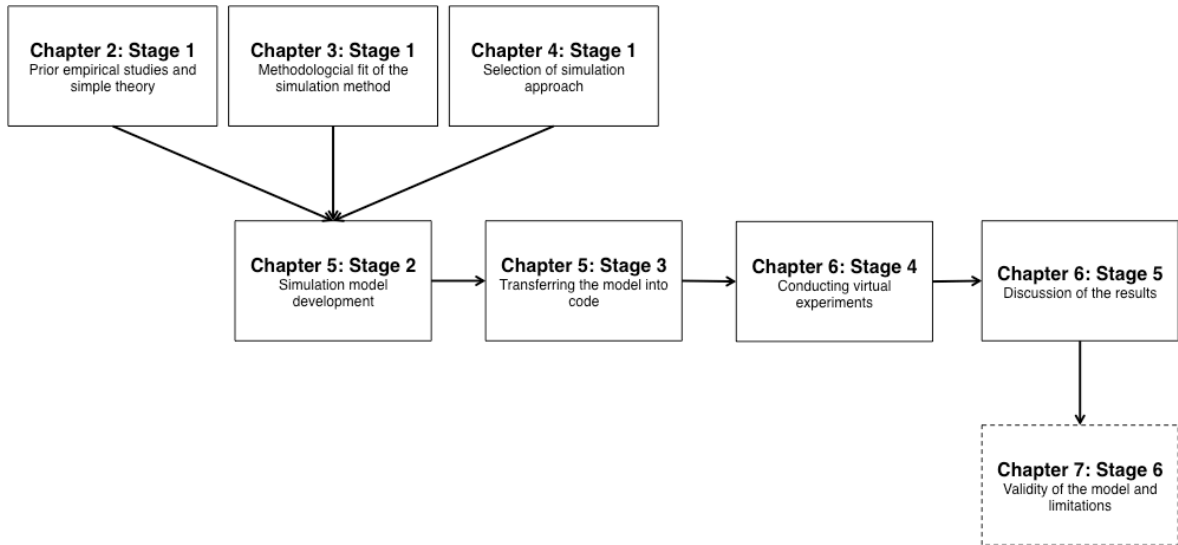 Chapter 2: Stage 1
Prior empirical studies and
simple theory
Chapter 3: Stage 1
Methodologcial fit of the
simulation method
Chapter 4: Stage 1
Selection of simulation
approach
Chapter 5: Stage 2
Simulation model
development
Chapter 5: Stage 3
Transferring the model into
code
Chapter 6: Stage 4
Conducting virtual
experiments
Chapter 6: Stage 5
Discussion of the results
Chapter 7: Stage 6
Validity of the model and
limitations